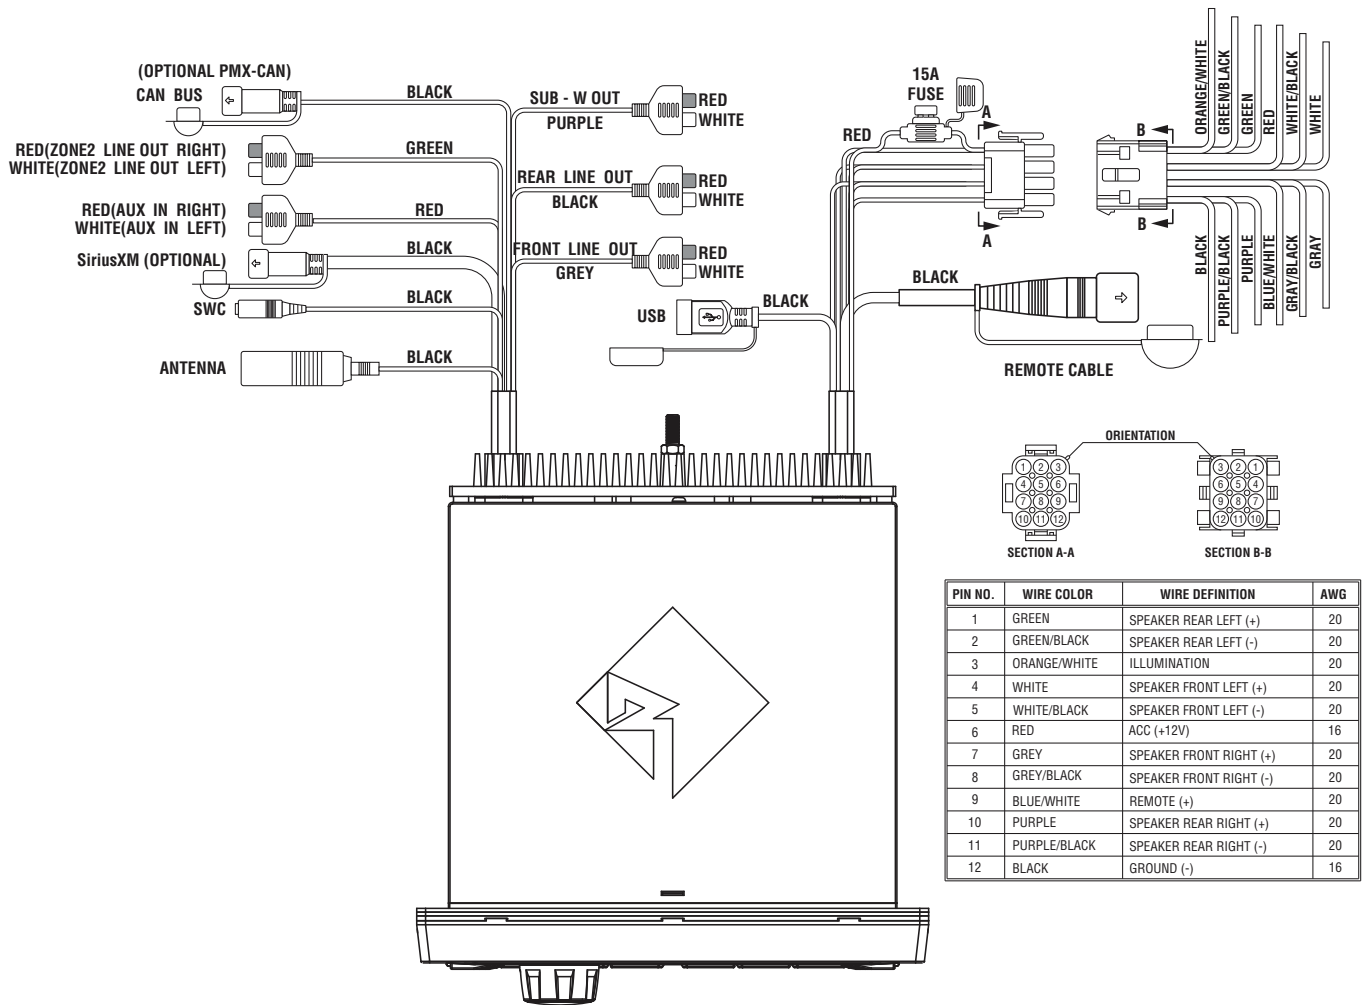 (OPTIONAL PMX-CAN)
CAN BUS
BLACK
RED(ZONE2 LINE OUT RIGHT)
WHITE(ZONE2 LINE OUT LEFT)
GREEN
RED(AUX IN RIGHT)
WHITE(AUX IN LEFT)
RED
SiriusXM (OPTIONAL)
BLACK
SWC
BLACK
ANTENNA
BLACK
SUB - W OUT
PURPLE
RED
WHITE
REAR LINE OUT
BLACK
RED
WHITE
FRONT LINE OUT
GREY
RED
WHITE
USB
BLACK
15A
FUSE
RED
A
A
B
B
ORANGE/WHITE
GREEN/BLACK
GREEN
RED
WHITE/BLACK
WHITE
BLACK
PURPLE/BLACK
PURPLE
BLUE/WHITE
GRAY/BLACK
GRAY
BLACK
REMOTE CABLE
ORIENTATION
1 2 3
4 5 6
7 8 9
10 11 12
SECTION A-A
3 2 1
6 5 4
9 8 7
12 11 10
SECTION B-B
PIN NO. WIRE COLOR WIRE DEFINITION AWG
1 GREEN SPEAKER REAR LEFT (+) 20
2 GREEN/BLACK SPEAKER REAR LEFT (-) 20
3 ORANGE/WHITE ILLUMINATION 20
4 WHITE SPEAKER FRONT LEFT (+) 20
5 WHITE/BLACK SPEAKER FRONT LEFT (-) 20
6 RED ACC (+12V) 16
7 GREY SPEAKER FRONT RIGHT (+) 20
8 GREY/BLACK SPEAKER FRONT RIGHT (-) 20
9 BLUE/WHITE REMOTE (+) 20
10 PURPLE SPEAKER REAR RIGHT (+) 20
11 PURPLE/BLACK SPEAKER REAR RIGHT (-) 20
12 BLACK GROUND (-) 16